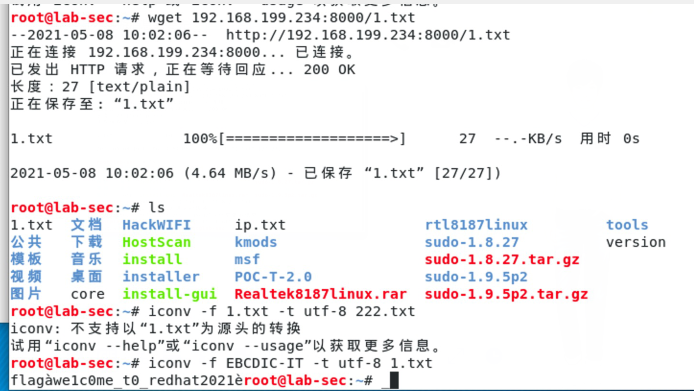 root@lab-sec:~# wget 192.168.199.234:8000/1.txt
--2021-05-08 10:02:06--  http://192.168.199.234:8000/1.txt
正在连接 192.168.199.234:8000... 已连接。
已发出 HTTP 请求，正在等待回应... 200 OK
长度：27 [text/plain]
正在保存至: “1.txt”
1.txt 100%[===================>] 27 --.-KB/s 用时 0s
2021-05-08 10:02:06 (4.64 MB/s) - 已保存 “1.txt” [27/27])
root@lab-sec:~# ls
1.txt 文档 HackWIFI ip.txt rtl8187linux tools
公共 下载 HostScan kmods sudo-1.8.27 version
模板 音乐 install msf sudo-1.8.27.tar.gz
视频 桌面 installer POC-T-2.0 sudo-1.9.5p2
图片 core install-gui Realtek8187linux.rar sudo-1.9.5p2.tar.gz
root@lab-sec:~# iconv -f 1.txt -t utf-8 222.txt
iconv: 不支持以“1.txt”为源头的转换
试用“iconv --help”或“iconv --usage”以获取更多信息。
root@lab-sec:~# iconv -f EBCDIC-IT -t utf-8 1.txt
flagàwe1c0me_t0_redhat2021èroot@lab-sec:~# _